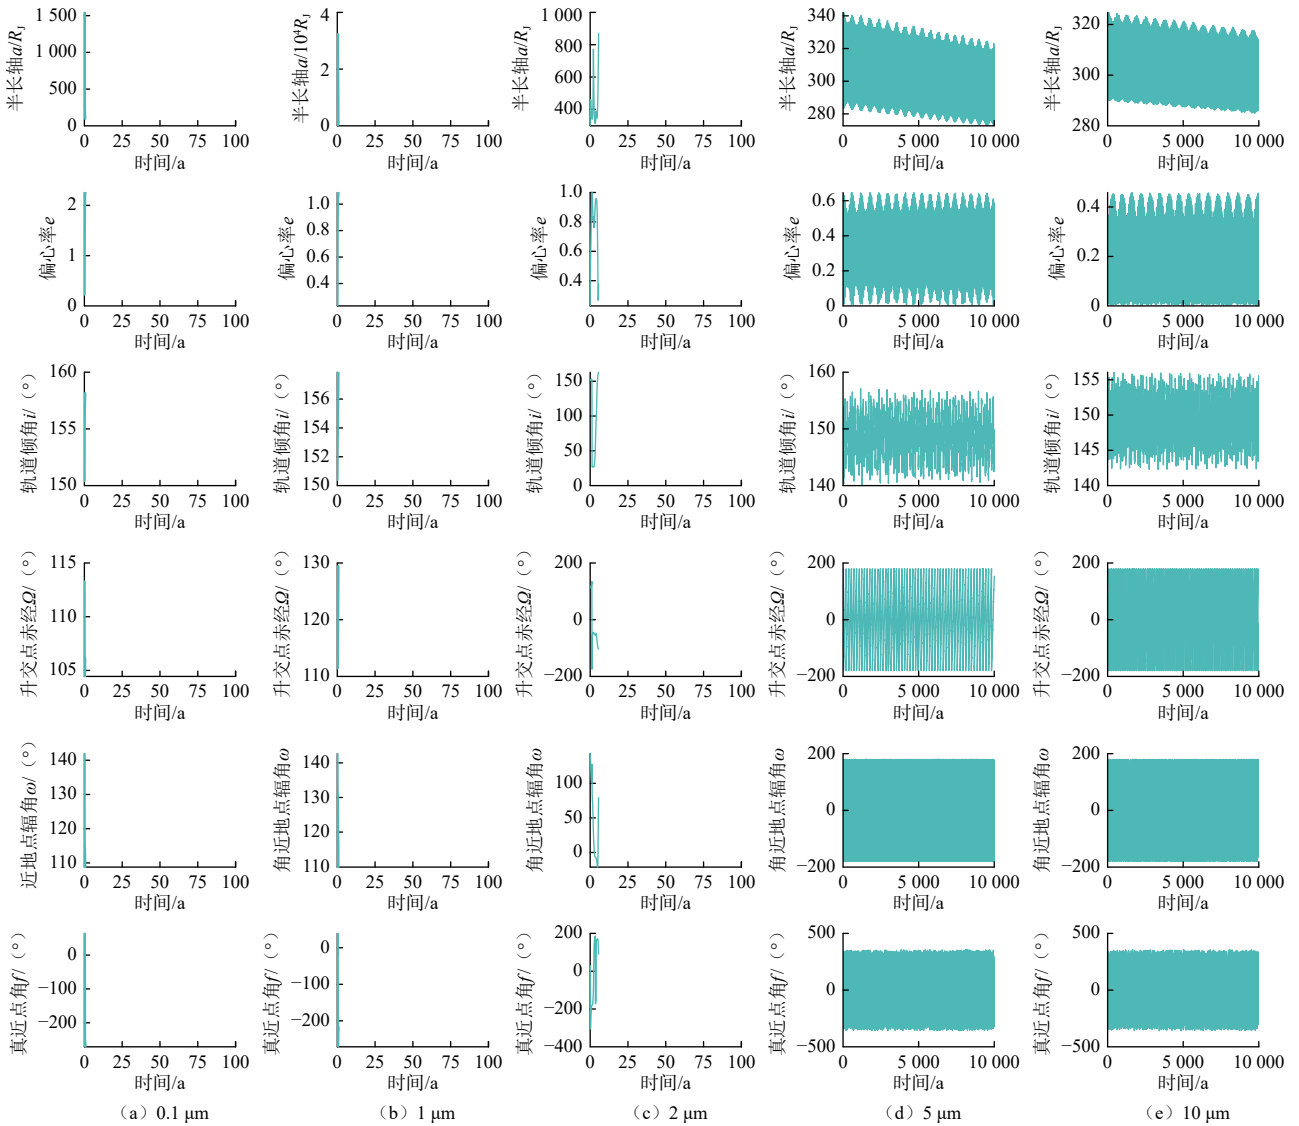 半长轴a/R_J
1 500
1 000
500
0
0 25 50 75 100
时间/a
半长轴a/10⁴R_J
4
2
0
0 25 50 75 100
时间/a
半长轴a/R_J
1 000
800
600
400
0 25 50 75 100
时间/a
半长轴a/R_J
340
320
300
280
0 5 000 10 000
时间/a
半长轴a/R_J
320
300
280
0 5 000 10 000
时间/a
偏心率e
2
1
0
0 25 50 75 100
时间/a
偏心率e
1.0
0.8
0.6
0.4
0 25 50 75 100
时间/a
偏心率e
1.0
0.8
0.6
0.4
0 25 50 75 100
时间/a
偏心率e
0.6
0.4
0.2
0
0 5 000 10 000
时间/a
偏心率e
0.4
0.2
0
0 5 000 10 000
时间/a
轨道倾角i/（°）
160
155
150
0 25 50 75 100
时间/a
轨道倾角i/（°）
156
154
152
150
0 25 50 75 100
时间/a
轨道倾角i/（°）
150
100
50
0
0 25 50 75 100
时间/a
轨道倾角i/（°）
160
150
140
0 5 000 10 000
时间/a
轨道倾角i/（°）
155
150
145
140
0 5 000 10 000
时间/a
升交点赤经Ω/（°）
115
110
105
0 25 50 75 100
时间/a
升交点赤经Ω/（°）
130
120
110
0 25 50 75 100
时间/a
升交点赤经Ω/（°）
200
0
−200
0 25 50 75 100
时间/a
升交点赤经Ω/（°）
200
0
−200
0 5 000 10 000
时间/a
升交点赤经Ω/（°）
200
0
−200
0 5 000 10 000
时间/a
近地点辐角ω/（°）
140
130
120
110
0 25 50 75 100
时间/a
角近地点辐角ω
140
130
120
110
0 25 50 75 100
时间/a
角近地点辐角ω
100
50
0
0 25 50 75 100
时间/a
角近地点辐角ω
200
0
−200
0 5 000 10 000
时间/a
角近地点辐角ω
200
0
−200
0 5 000 10 000
时间/a
真近点角f/（°）
0
−100
−200
0 25 50 75 100
时间/a
真近点角f/（°）
0
−100
−200
0 25 50 75 100
时间/a
真近点角f/（°）
200
0
−200
−400
0 25 50 75 100
时间/a
真近点角f/（°）
500
0
−500
0 5 000 10 000
时间/a
真近点角f/（°）
500
0
−500
0 5 000 10 000
时间/a
（a）0.1 μm
（b）1 μm
（c）2 μm
（d）5 μm
（e）10 μm